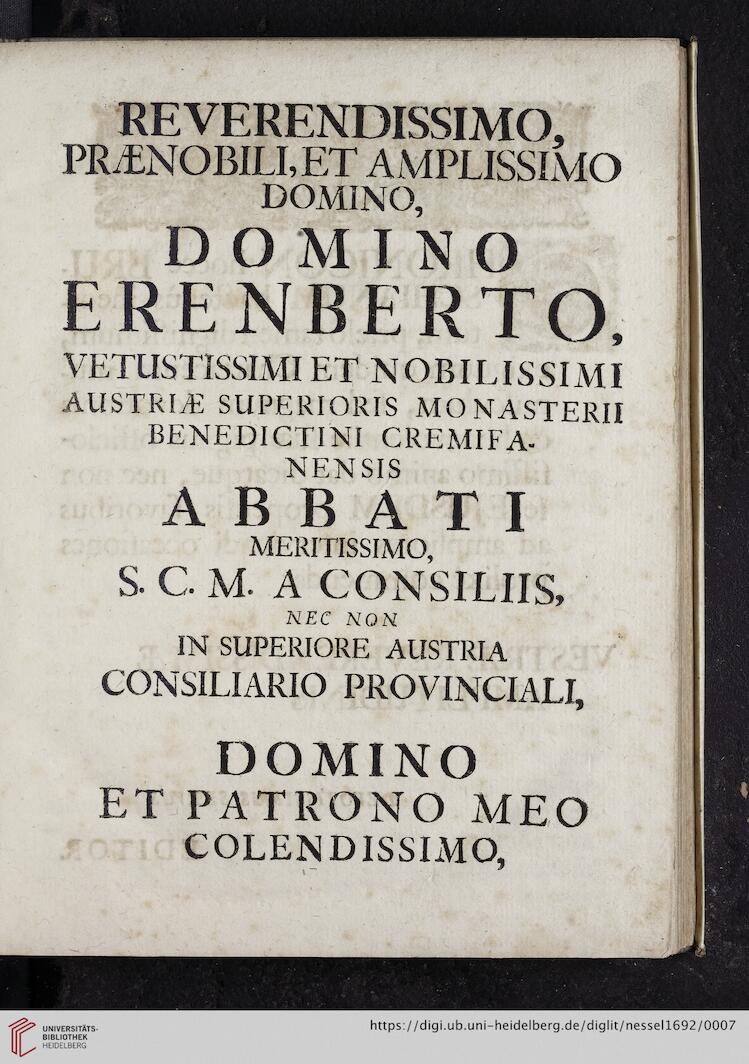 REVERENDISSIMO,
PRÆNOBILI, ET AMPLISSIMO
DOMINO,
DOMINO
ERENBERTO,
VETUSTISSIMI ET NOBILISSIMI
AUSTRIÆ SUPERIORIS MONASTERII
BENEDICTINI CREMIFA-
NENSIS
ABBATI
MERITISSIMO,
S. C. M. A CONSILIIS,
NEC NON
IN SUPERIORE AUSTRIA
CONSILIARIO PROVINCIALI,
DOMINO
ET PATRONO MEO
COLENDISSIMO,
UNIVERSITÄTS-
BIBLIOTHEK
HEIDELBERG
https://digi.ub.uni-heidelberg.de/diglit/nessel1692/0007